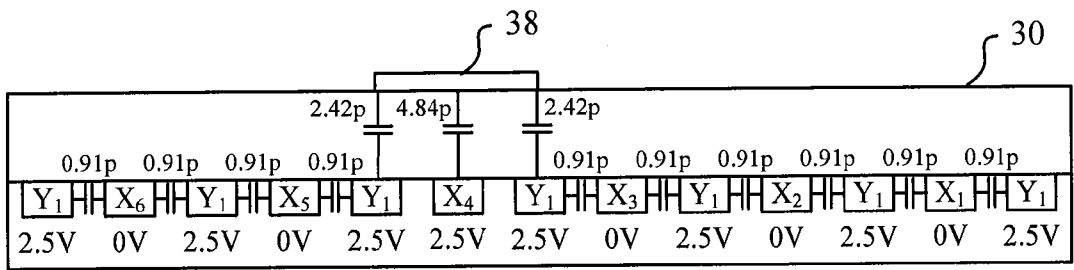 38
30
2.42p 4.84p 2.42p
0.91p 0.91p 0.91p 0.91p 0.91p 0.91p 0.91p 0.91p 0.91p 0.91p
Y₁ X₆ Y₁ X₅ Y₁ X₄ Y₁ X₃ Y₁ X₂ Y₁ X₁ Y₁
2.5V 0V 2.5V 0V 2.5V 2.5V 2.5V 0V 2.5V 0V 2.5V 0V 2.5V